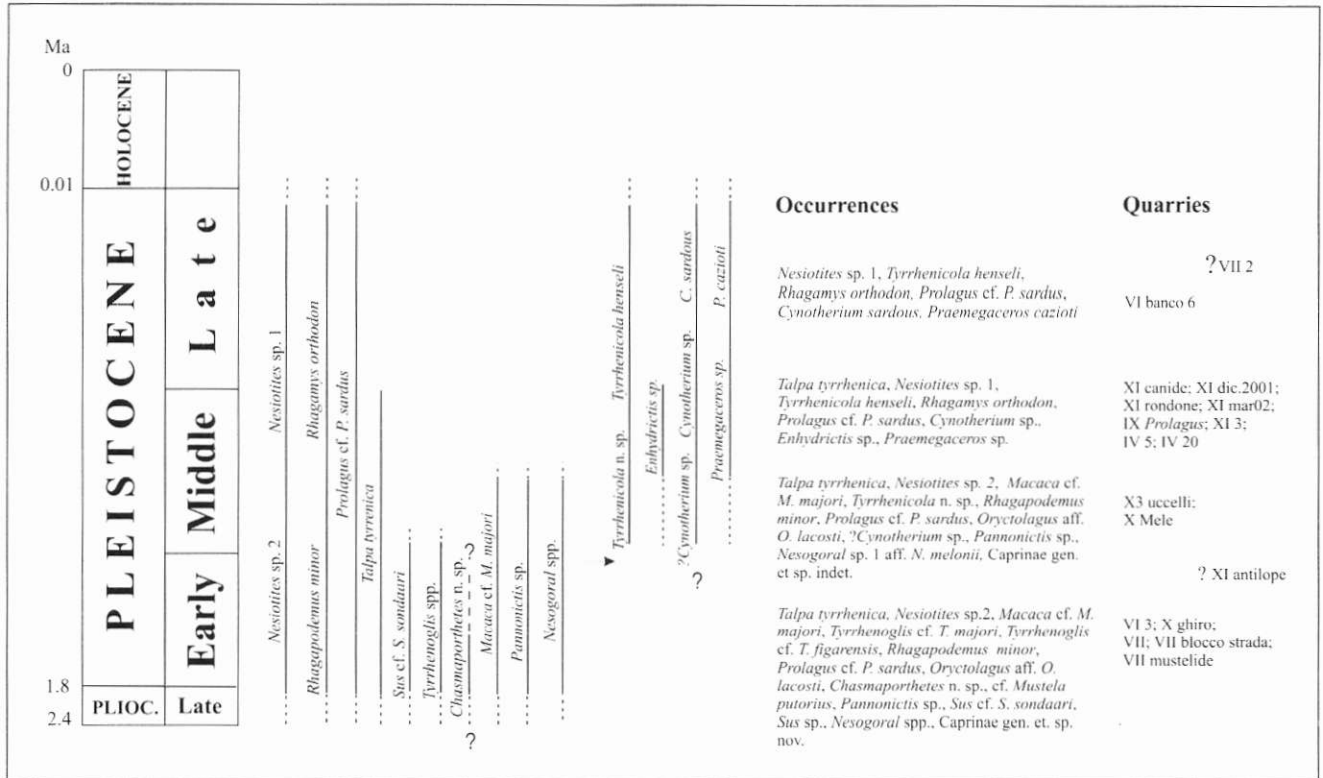 Ma
0
0.01
1.8
2.4
HOLOCENE
PLEISTOCENE
PLIOC.
Late
Middle
Early
Late
Nesiotites sp. 2
Nesiotites sp. 1
Rhagapodemus minor
Rhagamys orthodon
Prolagus cf. P. sardus
Talpa tyrrenica
Sus cf. S. sondaari
Tyrrhenoglis spp.
Chasmaporthetes n. sp.
?
?
Macaca cf. M. majori
Pannonictis sp.
Nesogoral spp.
Tyrrhenicola n. sp.
Tyrrhenicola henseli
Enhydrictis sp.
?Cynotherium sp.
Cynotherium sp.
C. sardous
?
Praemegaceros sp.
P. cazioti
Occurrences
Nesiotites sp. 1, Tyrrhenicola henseli,
Rhagamys orthodon, Prolagus cf. P. sardus,
Cynotherium sardous, Praemegaceros cazioti
Talpa tyrrhenica, Nesiotites sp. 1,
Tyrrhenicola henseli, Rhagamys orthodon,
Prolagus cf. P. sardus, Cynotherium sp.,
Enhydrictis sp., Praemegaceros sp.
Talpa tyrrhenica, Nesiotites sp. 2, Macaca cf.
M. majori, Tyrrhenicola n. sp., Rhagapodemus
minor, Prolagus cf. P. sardus, Oryctolagus aff.
O. lacosti, ?Cynotherium sp., Pannonictis sp.,
Nesogoral sp. 1 aff. N. melonii, Caprinae gen.
et sp. indet.
Talpa tyrrhenica, Nesiotites sp.2, Macaca cf. M.
majori, Tyrrhenoglis cf. T. majori, Tyrrhenoglis
cf. T. figarensis, Rhagapodemus minor,
Prolagus cf. P. sardus, Oryctolagus aff. O.
lacosti, Chasmaporthetes n. sp., cf. Mustela
putorius, Pannonictis sp., Sus cf. S. sondaari,
Sus sp., Nesogoral spp., Caprinae gen. et. sp.
nov.
Quarries
?VII 2
VI banco 6
XI canide; XI dic.2001;
XI rondone; XI mar02;
IX Prolagus; XI 3;
IV 5; IV 20
X3 uccelli;
X Mele
? XI antilope
VI 3; X ghiro;
VII; VII blocco strada;
VII mustelide